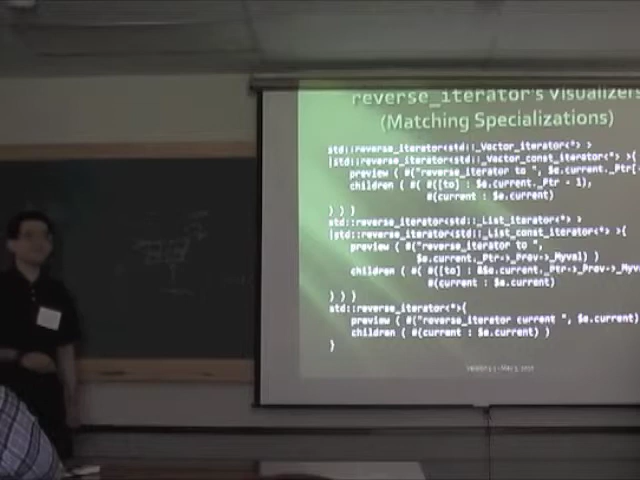 reverse_iterator's Visualizers
(Matching Specializations)
std::reverse_iterator<std::_Vector_iterator<*> >
|std::reverse_iterator<std::_Vector_const_iterator<*> >{
preview ( #("reverse_iterator to ", $e.current._Ptr[-
children ( #( #([to] : $e.current._Ptr - 1),
#(current : $e.current)
) ) }
std::reverse_iterator<std::_List_iterator<*> >
|std::reverse_iterator<std::_List_const_iterator<*> >{
preview ( #("reverse_iterator to ",
$e.current._Ptr->_Prev->_Myval) )
children ( #( #([to] : &$e.current._Ptr->_Prev->_Myv
#(current : $e.current)
) ) }
std::reverse_iterator<*>{
preview ( #("reverse_iterator current ", $e.current)
children ( #(current : $e.current) )
}